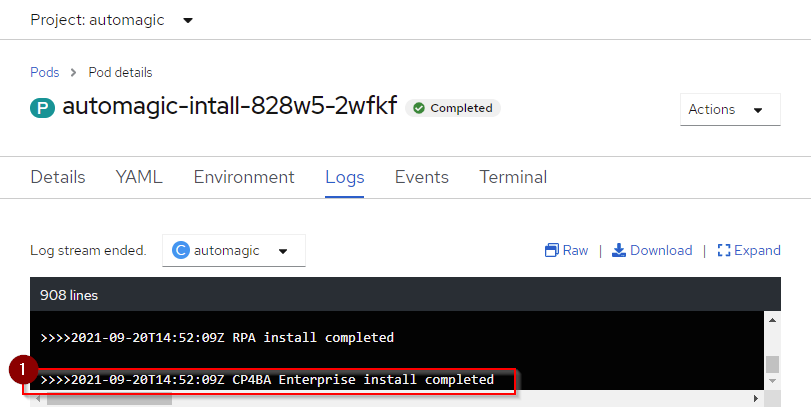 Project: automagic
Pods > Pod details
P automagic-intall-828w5-2wfkf Completed
Actions
Details YAML Environment Logs Events Terminal
Log stream ended. C automagic Raw | Download | Expand
908 lines
>>>>2021-09-20T14:52:09Z RPA install completed
1
>>>>2021-09-20T14:52:09Z CP4BA Enterprise install completed